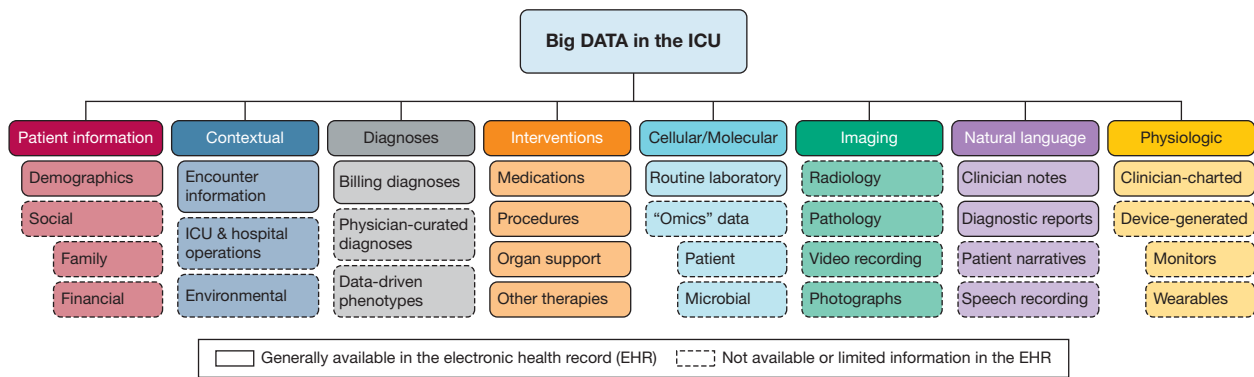 Big DATA in the ICU
Patient information
Contextual
Diagnoses
Interventions
Cellular/Molecular
Imaging
Natural language
Physiologic
Demographics
Social
Family
Financial
Encounter
information
ICU & hospital
operations
Environmental
Billing diagnoses
Physician-curated
diagnoses
Data-driven
phenotypes
Medications
Procedures
Organ support
Other therapies
Routine laboratory
“Omics” data
Patient
Microbial
Radiology
Pathology
Video recording
Photographs
Clinician notes
Diagnostic reports
Patient narratives
Speech recording
Clinician-charted
Device-generated
Monitors
Wearables
Generally available in the electronic health record (EHR)
Not available or limited information in the EHR